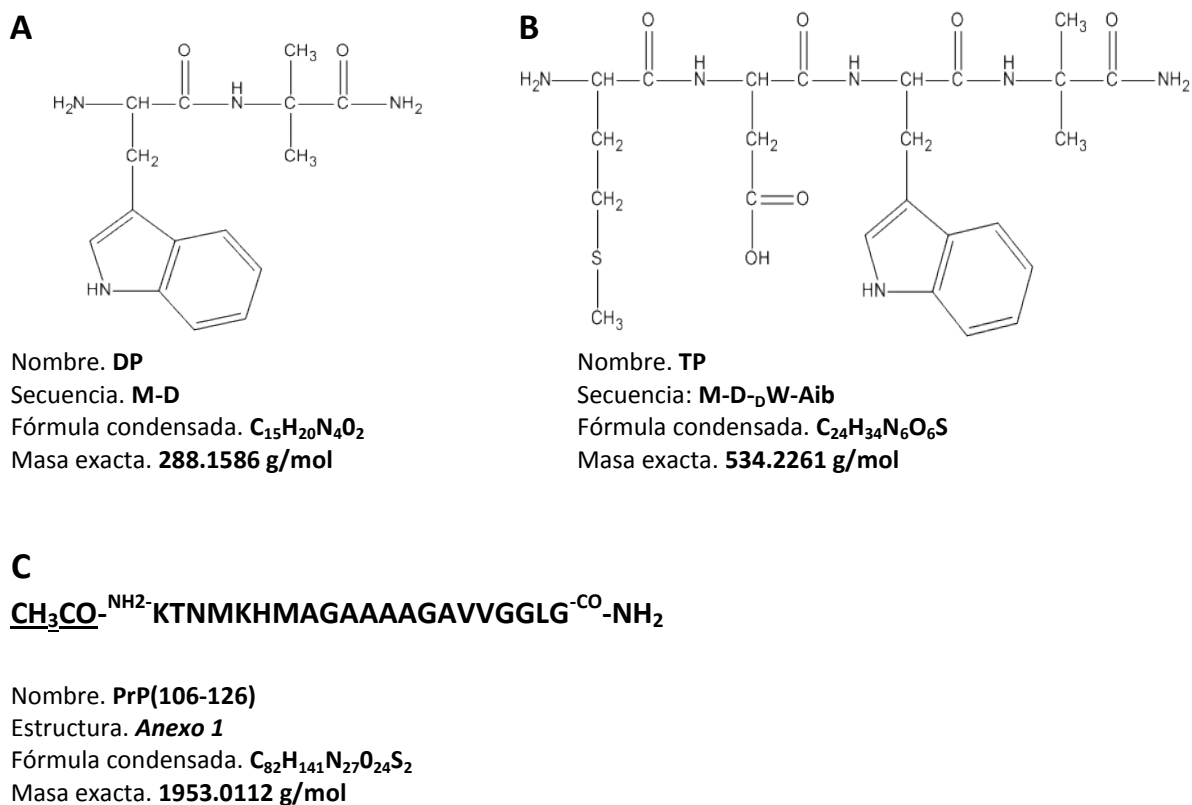 A
B
O
CH₃
O
H₂N
CH
C
H
N
C
C
NH₂
CH₂
CH₃
HN
O
O
O
CH₃
O
H₂N
CH
C
H
N
CH
C
H
N
CH
C
H
N
C
C
NH₂
CH₂
CH₂
CH₂
CH₃
CH₂
C
O
S
OH
HN
CH₃
Nombre. DP
Secuencia. M-D
Fórmula condensada. C₁₅H₂₀N₄0₂
Masa exacta. 288.1586 g/mol
Nombre. TP
Secuencia: M-D-DW-Aib
Fórmula condensada. C₂₄H₃₄N₆O₆S
Masa exacta. 534.2261 g/mol
C
CH₃CO-NH2-KTNMKHMAGAAAAGAVVGGLG-CO-NH₂
Nombre. PrP(106-126)
Estructura. Anexo 1
Fórmula condensada. C₈₂H₁₄₁N₂₇0₂₄S₂
Masa exacta. 1953.0112 g/mol